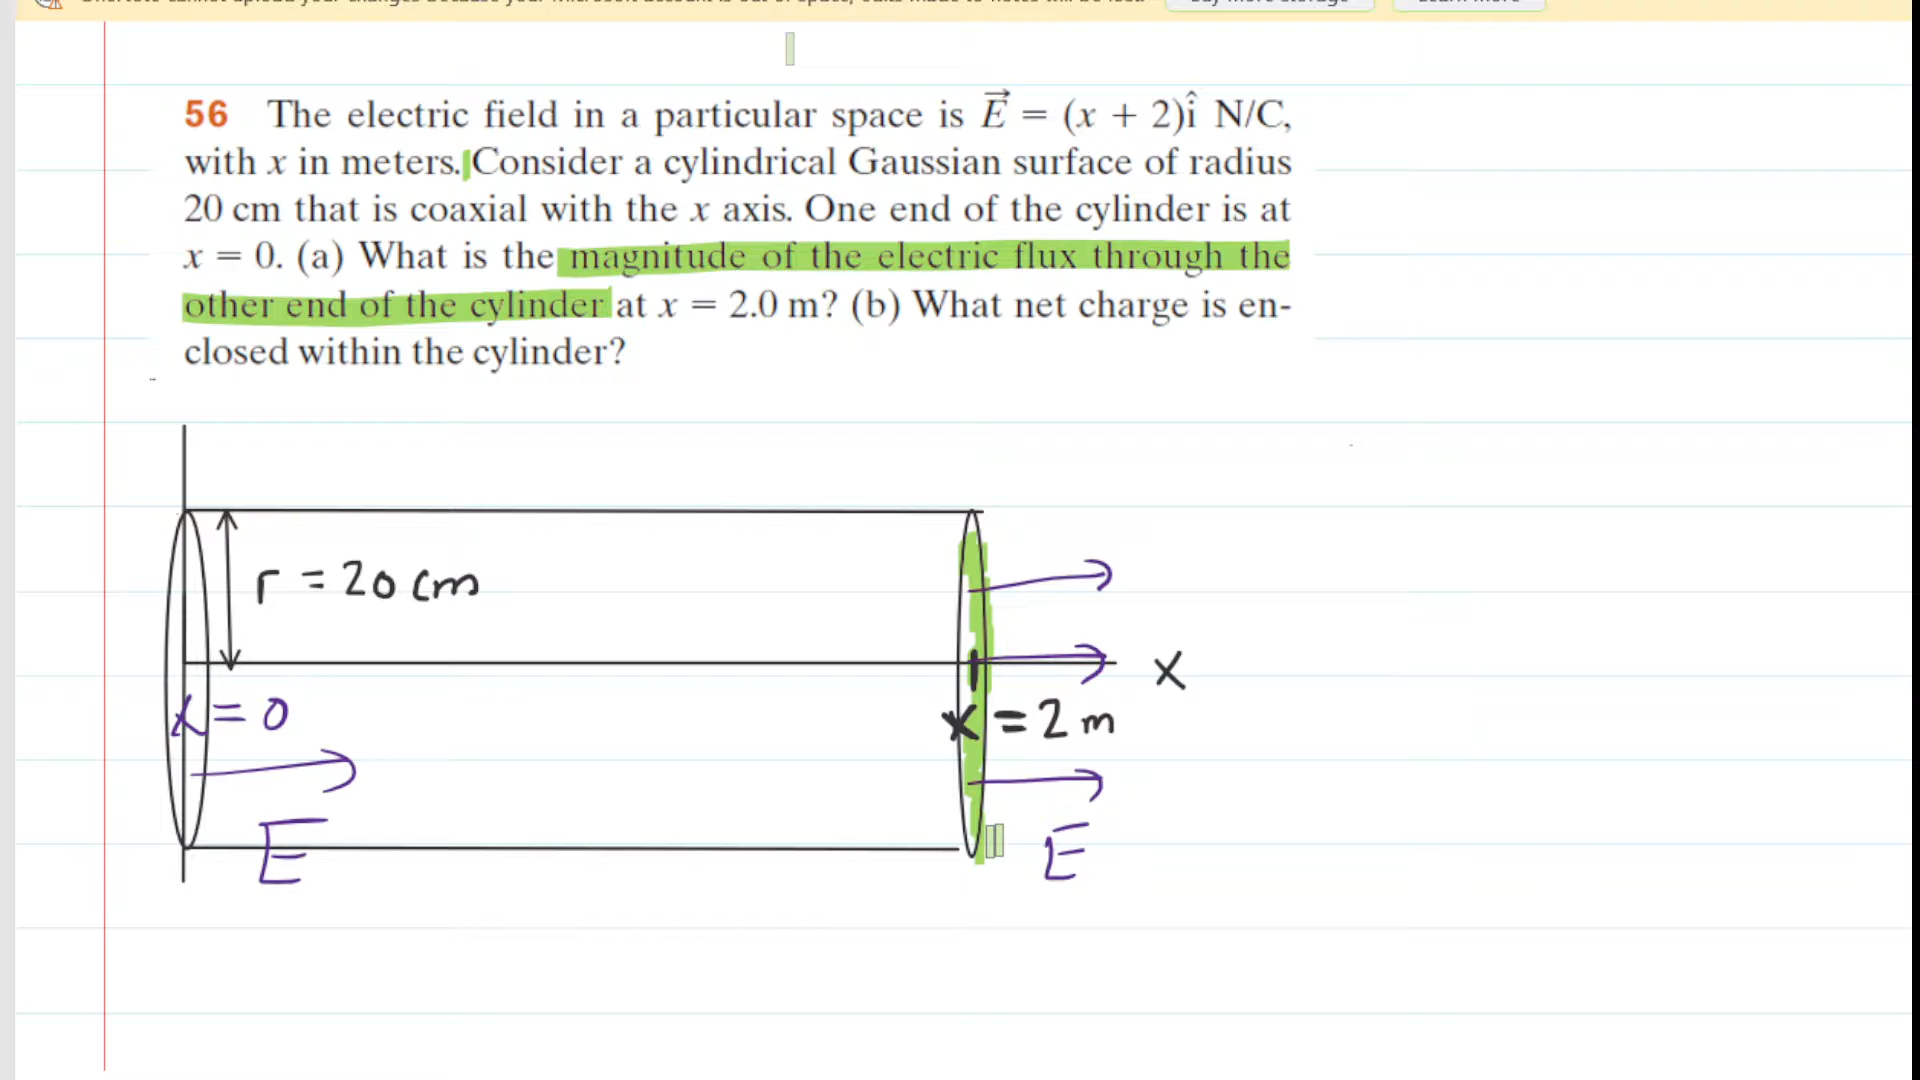 56 The electric field in a particular space is E⃗ = (x + 2)î N/C,
with x in meters. Consider a cylindrical Gaussian surface of radius
20 cm that is coaxial with the x axis. One end of the cylinder is at
x = 0. (a) What is the magnitude of the electric flux through the
other end of the cylinder at x = 2.0 m? (b) What net charge is en-
closed within the cylinder?
r = 20 cm
x
x = 0
x = 2 m
E
E